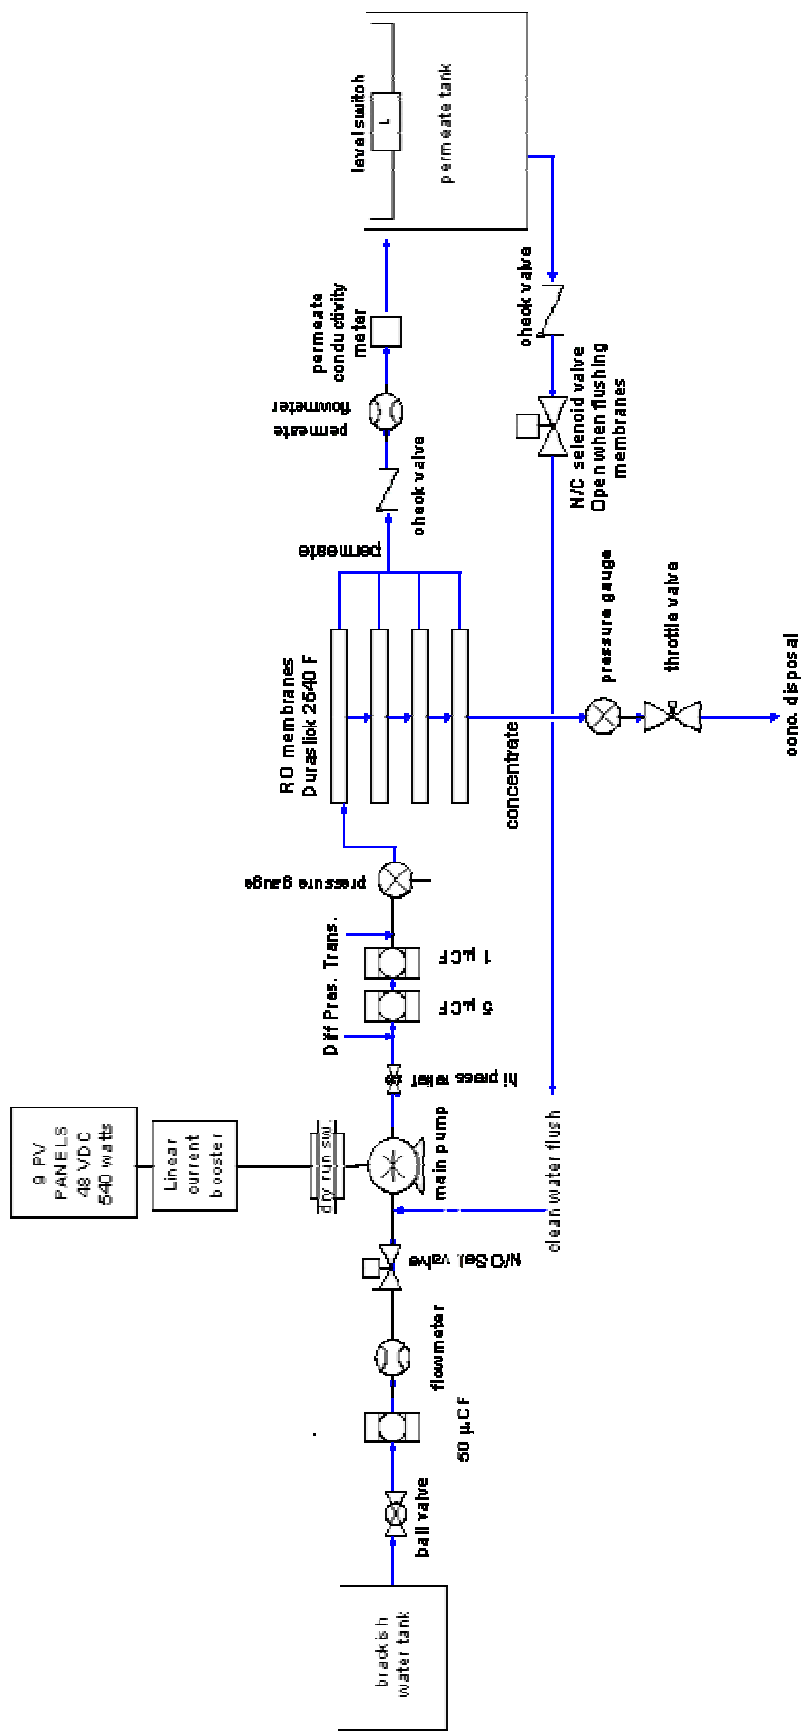 level switch
L
permeate tank
permeate
conductivity
meter
permeate
flowmeter
check valve
check valve
N/C selenoid valve
Open when flushing
membranes
permeate
RO membranes
Duraslick 2540 F
concentrate
pressure gauge
throttle valve
conc. disposal
pressure gauge
Diff Pres. Trans.
1 µCF
5 µCF
hi press relief
9 PV
PANELS
48 VDC
540 watts
Linear
current
booster
dry run sw.
main pump
clean water flush
N/O Sel. valve
flowmeter
50 µCF
ball valve
brackish
water tank